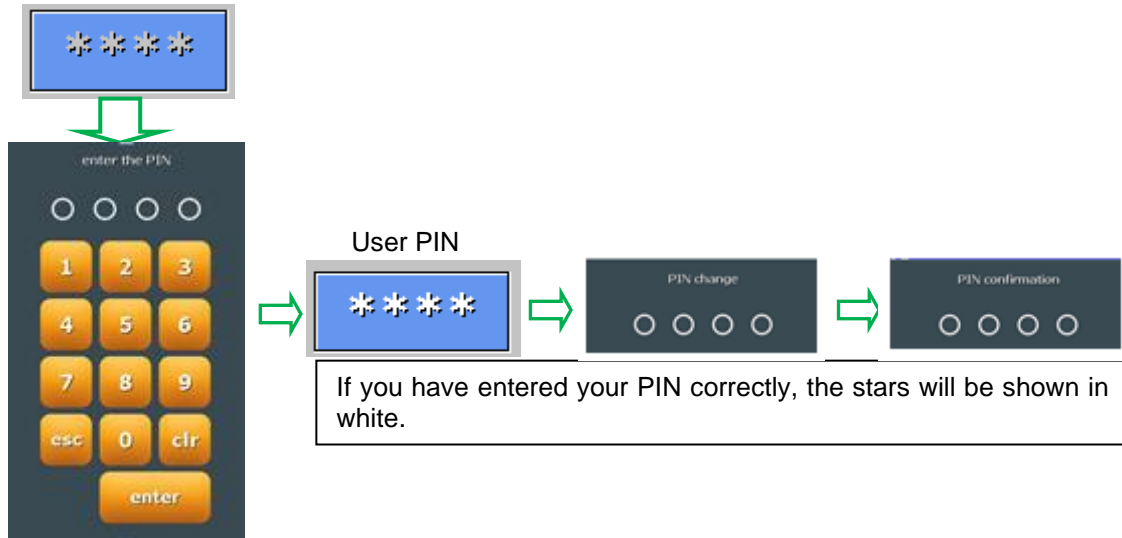 ****
enter the PIN
1 2 3
4 5 6
7 8 9
esc 0 clr
enter
User PIN
****
PIN change
PIN confirmation
If you have entered your PIN correctly, the stars will be shown in
white.